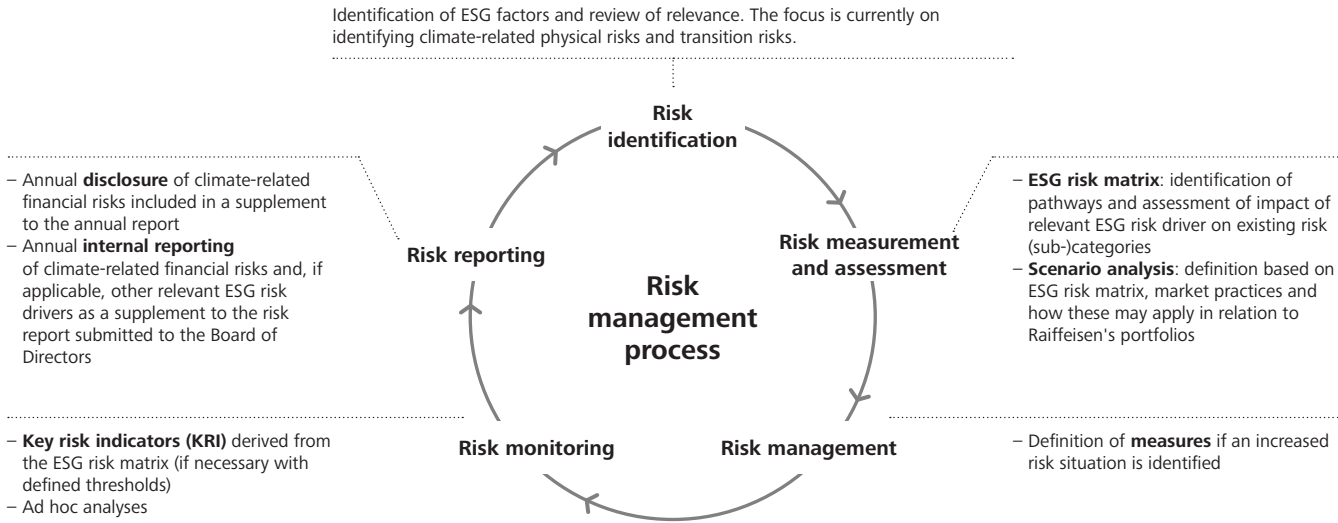 Identification of ESG factors and review of relevance. The focus is currently on
identifying climate-related physical risks and transition risks.
Risk
identification
– Annual disclosure of climate-related
financial risks included in a supplement
to the annual report
– Annual internal reporting
of climate-related financial risks and, if
applicable, other relevant ESG risk
drivers as a supplement to the risk
report submitted to the Board of
Directors
Risk reporting
Risk measurement
and assessment
– ESG risk matrix: identification of
pathways and assessment of impact of
relevant ESG risk driver on existing risk
(sub-)categories
– Scenario analysis: definition based on
ESG risk matrix, market practices and
how these may apply in relation to
Raiffeisen's portfolios
Risk
management
process
– Key risk indicators (KRI) derived from
the ESG risk matrix (if necessary with
defined thresholds)
– Ad hoc analyses
Risk monitoring
Risk management
– Definition of measures if an increased
risk situation is identified